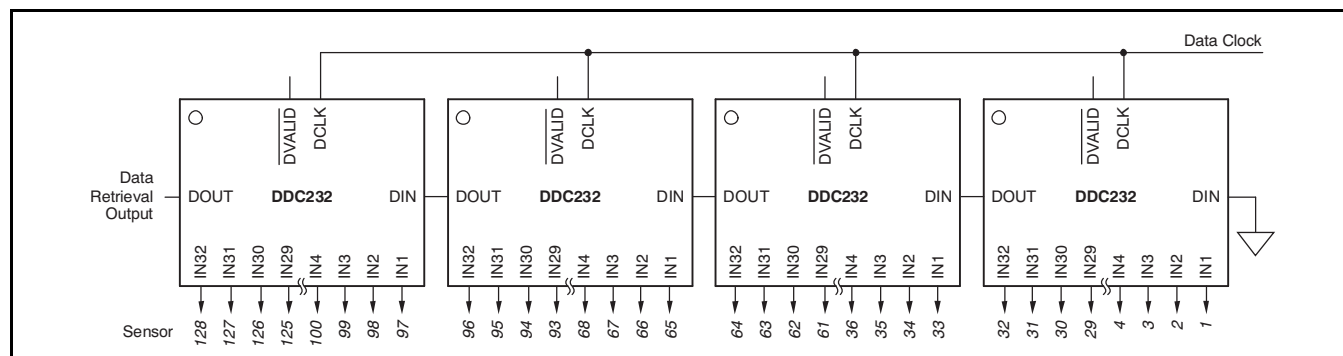 Data Clock
DVALID DCLK DVALID DCLK DVALID DCLK DVALID DCLK
Data
Retrieval
Output
DOUT DDC232 DIN DOUT DDC232 DIN DOUT DDC232 DIN DOUT DDC232 DIN
IN32 IN31 IN30 IN29 IN4 IN3 IN2 IN1 IN32 IN31 IN30 IN29 IN4 IN3 IN2 IN1 IN32 IN31 IN30 IN29 IN4 IN3 IN2 IN1 IN32 IN31 IN30 IN29 IN4 IN3 IN2 IN1
Sensor 128 127 126 125 100 99 98 97 96 95 94 93 68 67 66 65 64 63 62 61 36 35 34 33 32 31 30 29 4 3 2 1